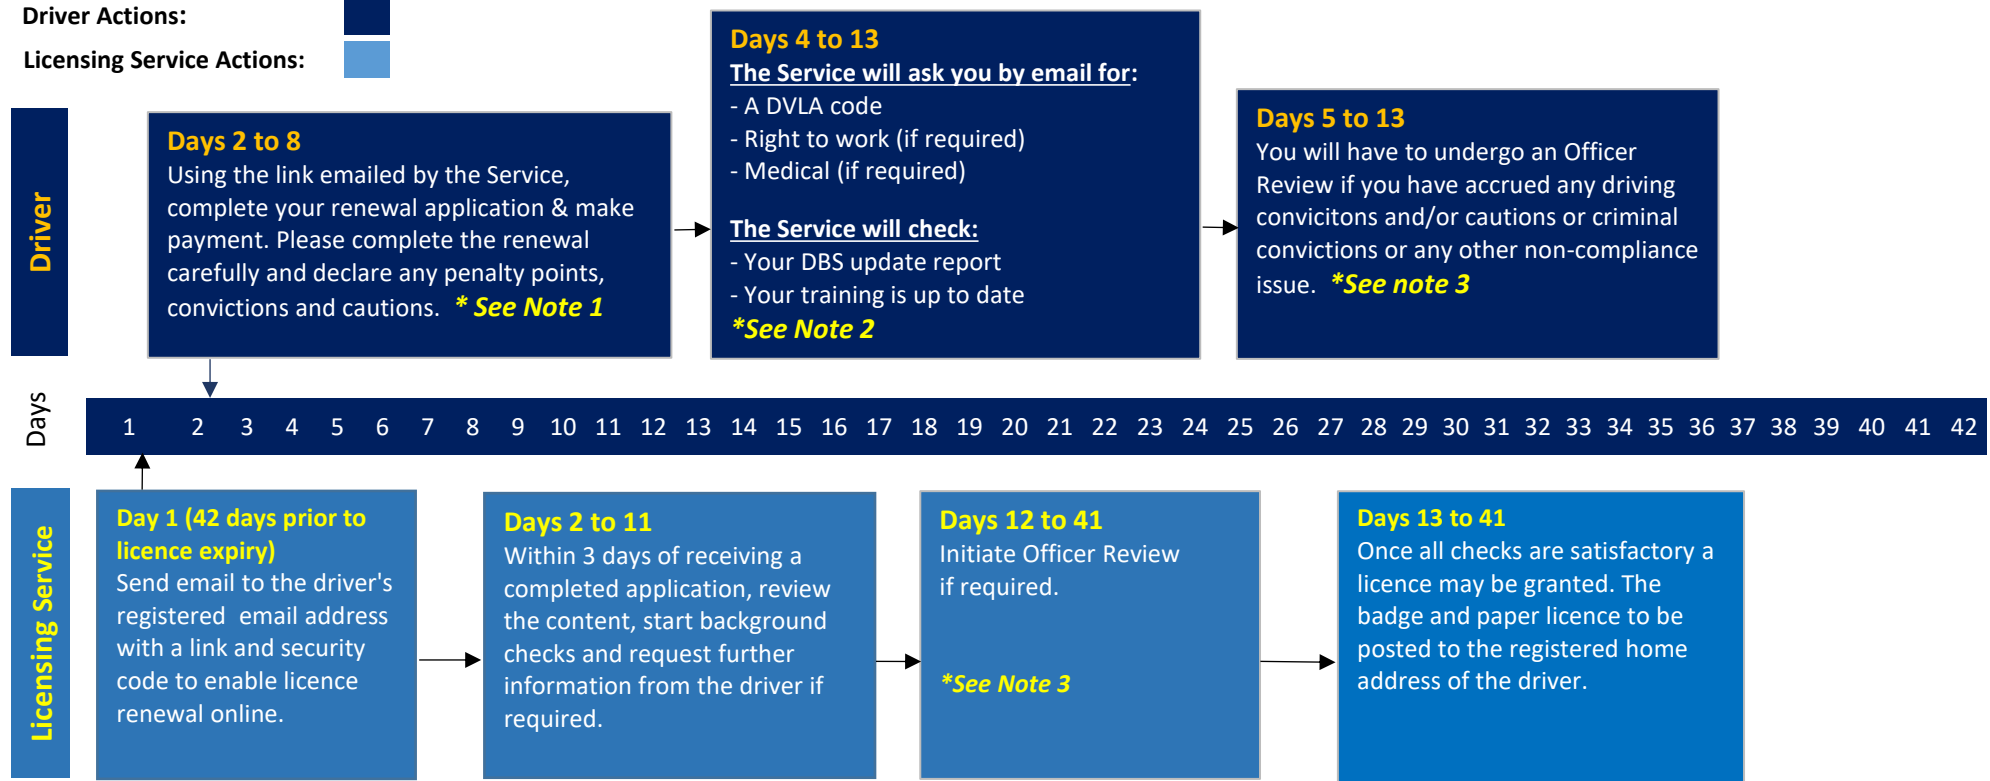 Driver Actions:
Licensing Service Actions:
Driver
Days 2 to 8
Using the link emailed by the Service,
complete your renewal application & make
payment. Please complete the renewal
carefully and declare any penalty points,
convictions and cautions. * See Note 1
Days 4 to 13
The Service will ask you by email for:
- A DVLA code
- Right to work (if required)
- Medical (if required)
The Service will check:
- Your DBS update report
- Your training is up to date
*See Note 2
Days 5 to 13
You will have to undergo an Officer
Review if you have accrued any driving
convicitons and/or cautions or criminal
convictions or any other non-compliance
issue. *See note 3
Days
1 2 3 4 5 6 7 8 9 10 11 12 13 14 15 16 17 18 19 20 21 22 23 24 25 26 27 28 29 30 31 32 33 34 35 36 37 38 39 40 41 42
Licensing Service
Day 1 (42 days prior to
licence expiry)
Send email to the driver's
registered email address
with a link and security
code to enable licence
renewal online.
Days 2 to 11
Within 3 days of receiving a
completed application, review
the content, start background
checks and request further
information from the driver if
required.
Days 12 to 41
Initiate Officer Review
if required.
*See Note 3
Days 13 to 41
Once all checks are satisfactory a
licence may be granted. The
badge and paper licence to be
posted to the registered home
address of the driver.